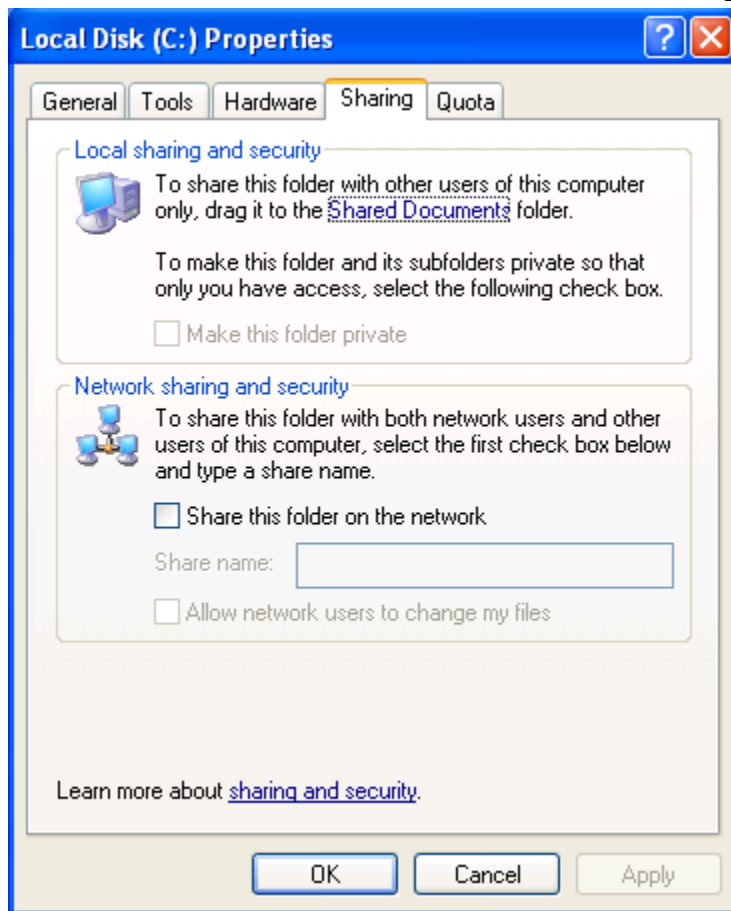 Local Disk (C:) Properties
General Tools Hardware Sharing Quota
Local sharing and security
To share this folder with other users of this computer
only, drag it to the Shared Documents folder.
To make this folder and its subfolders private so that
only you have access, select the following check box.
Make this folder private
Network sharing and security
To share this folder with both network users and other
users of this computer, select the first check box below
and type a share name.
Share this folder on the network
Share name:
Allow network users to change my files
Learn more about sharing and security.
OK Cancel Apply